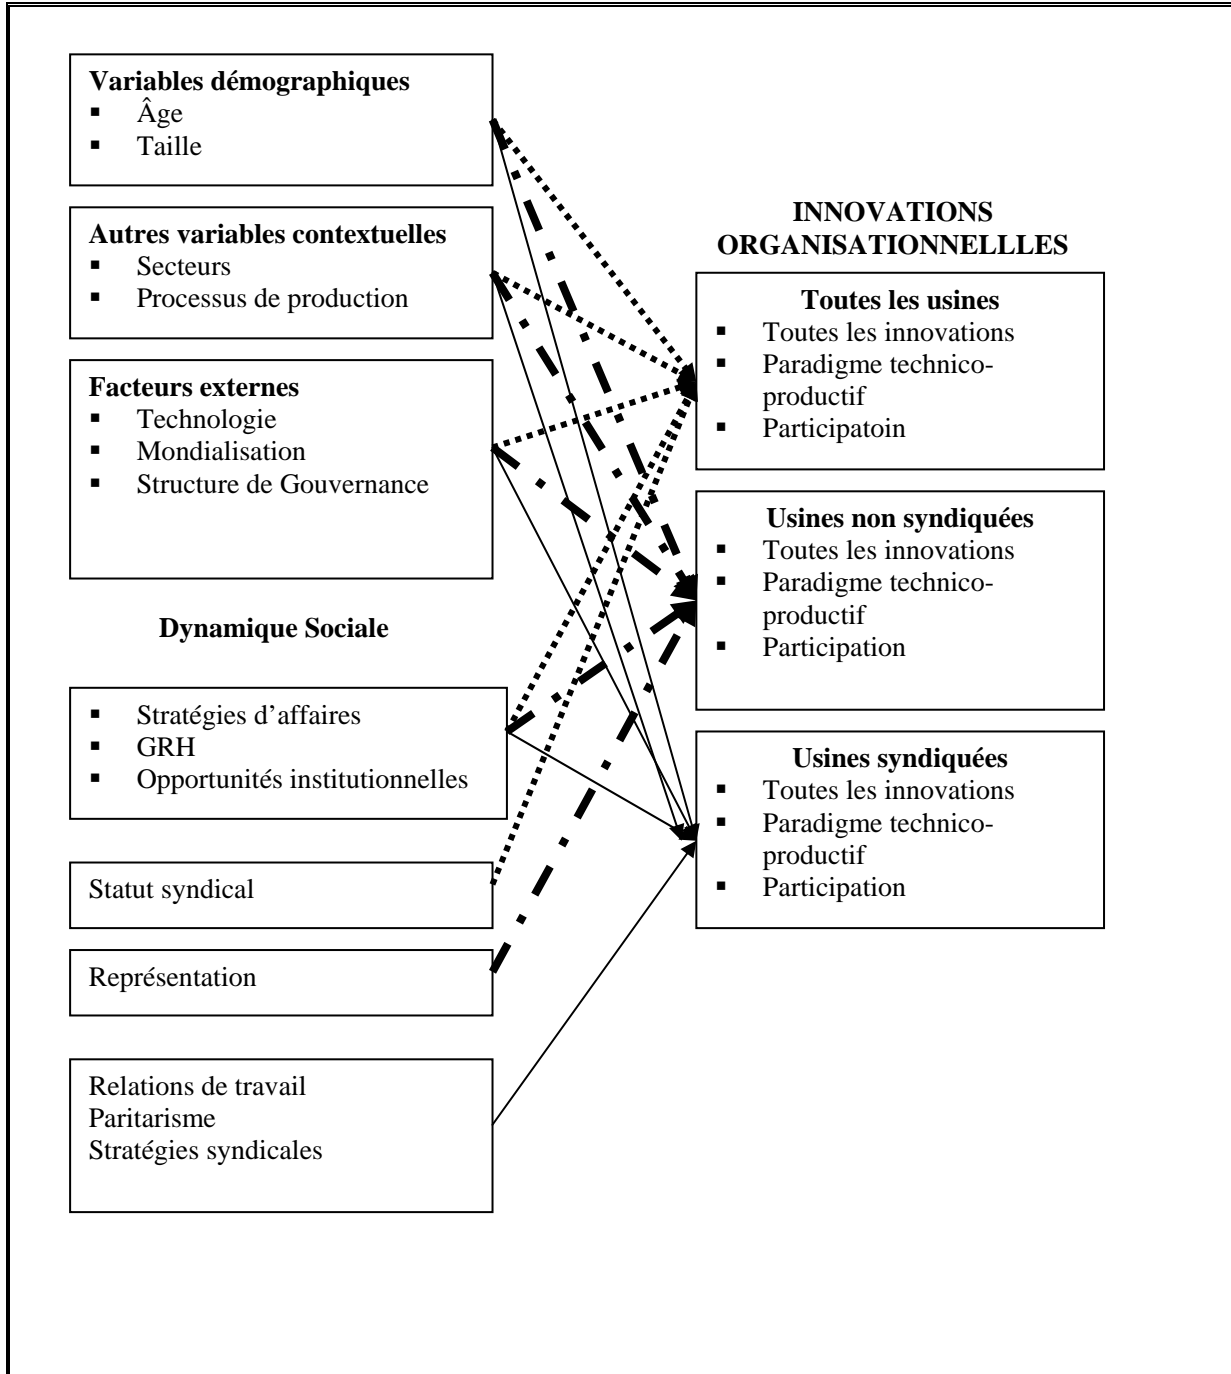 Variables démographiques
▪ Âge
▪ Taille
Autres variables contextuelles
▪ Secteurs
▪ Processus de production
Facteurs externes
▪ Technologie
▪ Mondialisation
▪ Structure de Gouvernance
Dynamique Sociale
▪ Stratégies d’affaires
▪ GRH
▪ Opportunités institutionnelles
Statut syndical
Représentation
Relations de travail
Paritarisme
Stratégies syndicales
INNOVATIONS
ORGANISATIONNELLLES
Toutes les usines
▪ Toutes les innovations
▪ Paradigme technico-
productif
▪ Participatoin
Usines non syndiquées
▪ Toutes les innovations
▪ Paradigme technico-
productif
▪ Participation
Usines syndiquées
▪ Toutes les innovations
▪ Paradigme technico-
productif
▪ Participation